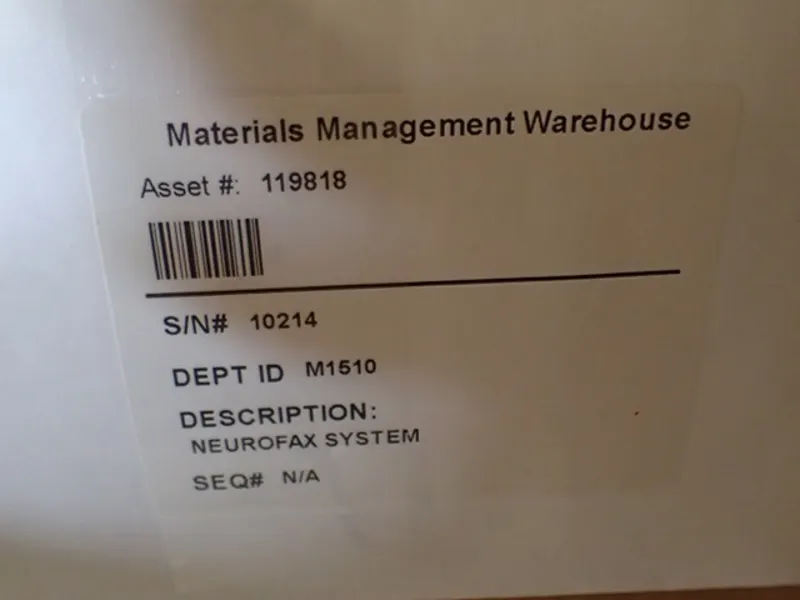 Materials Management Warehouse
Asset #: 119818
S/N# 10214
DEPT ID M1510
DESCRIPTION:
NEUROFAX SYSTEM
SEQ# N/A